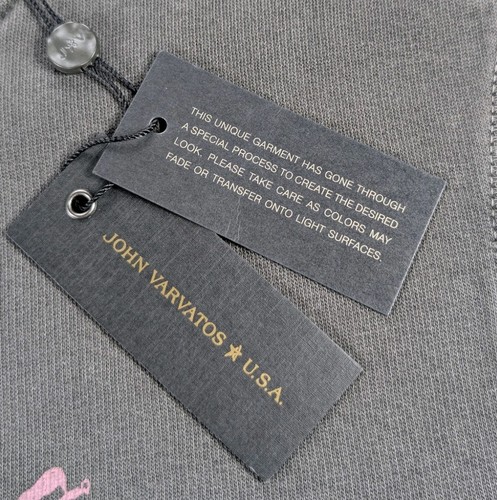 THIS UNIQUE GARMENT HAS GONE THROUGH
A SPECIAL PROCESS TO CREATE THE DESIRED
LOOK. PLEASE TAKE CARE AS COLORS MAY
FADE OR TRANSFER ONTO LIGHT SURFACES.
JOHN VARVATOS ★ U.S.A.